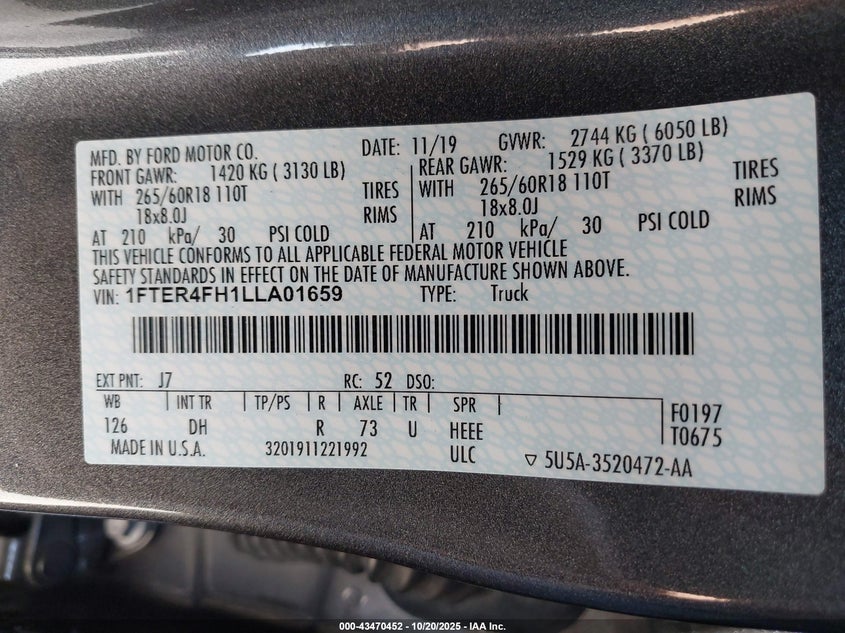 MFD. BY FORD MOTOR CO. DATE: 11/19 GVWR: 2744 KG ( 6050 LB)
FRONT GAWR: 1420 KG ( 3130 LB) REAR GAWR: 1529 KG ( 3370 LB)
WITH 265/60R18 110T TIRES WITH 265/60R18 110T TIRES
18x8.0J RIMS 18x8.0J RIMS
AT 210 kPa/ 30 PSI COLD AT 210 kPa/ 30 PSI COLD
THIS VEHICLE CONFORMS TO ALL APPLICABLE FEDERAL MOTOR VEHICLE
SAFETY STANDARDS IN EFFECT ON THE DATE OF MANUFACTURE SHOWN ABOVE.
VIN: 1FTER4FH1LLA01659 TYPE: Truck
EXT PNT: J7 RC: 52 DSO:
WB INT TR TP/PS R AXLE TR SPR F0197
126 DH R 73 U HEEE T0675
MADE IN U.S.A. 3201911221992 ULC ▽ 5U5A-3520472-AA
000-43470452 | 10/20/2025 | IAA Inc.